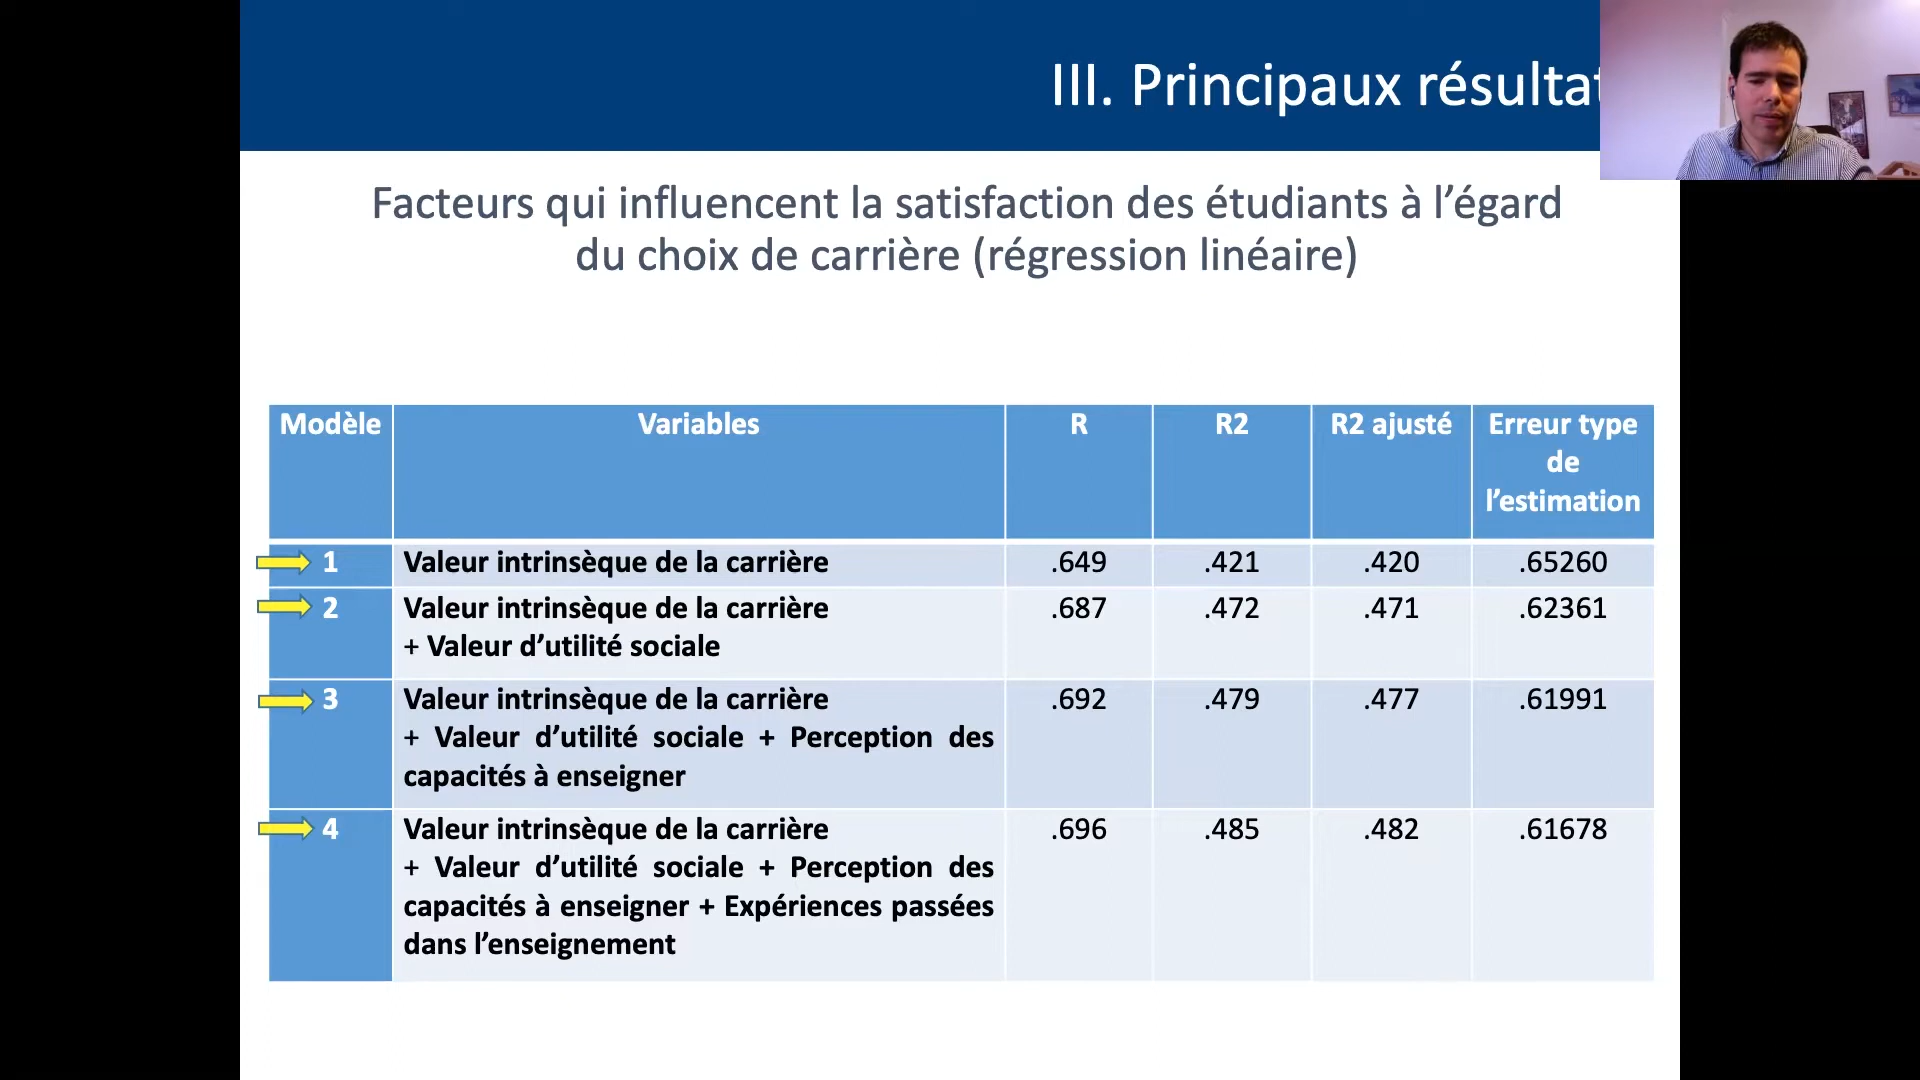 III. Principaux résultat
Facteurs qui influencent la satisfaction des étudiants à l’égard
du choix de carrière (régression linéaire)
Modèle Variables R R2 R2 ajusté Erreur type
de
l’estimation
1 Valeur intrinsèque de la carrière .649 .421 .420 .65260
2 Valeur intrinsèque de la carrière .687 .472 .471 .62361
+ Valeur d’utilité sociale
3 Valeur intrinsèque de la carrière .692 .479 .477 .61991
+ Valeur d’utilité sociale + Perception des
capacités à enseigner
4 Valeur intrinsèque de la carrière .696 .485 .482 .61678
+ Valeur d’utilité sociale + Perception des
capacités à enseigner + Expériences passées
dans l’enseignement